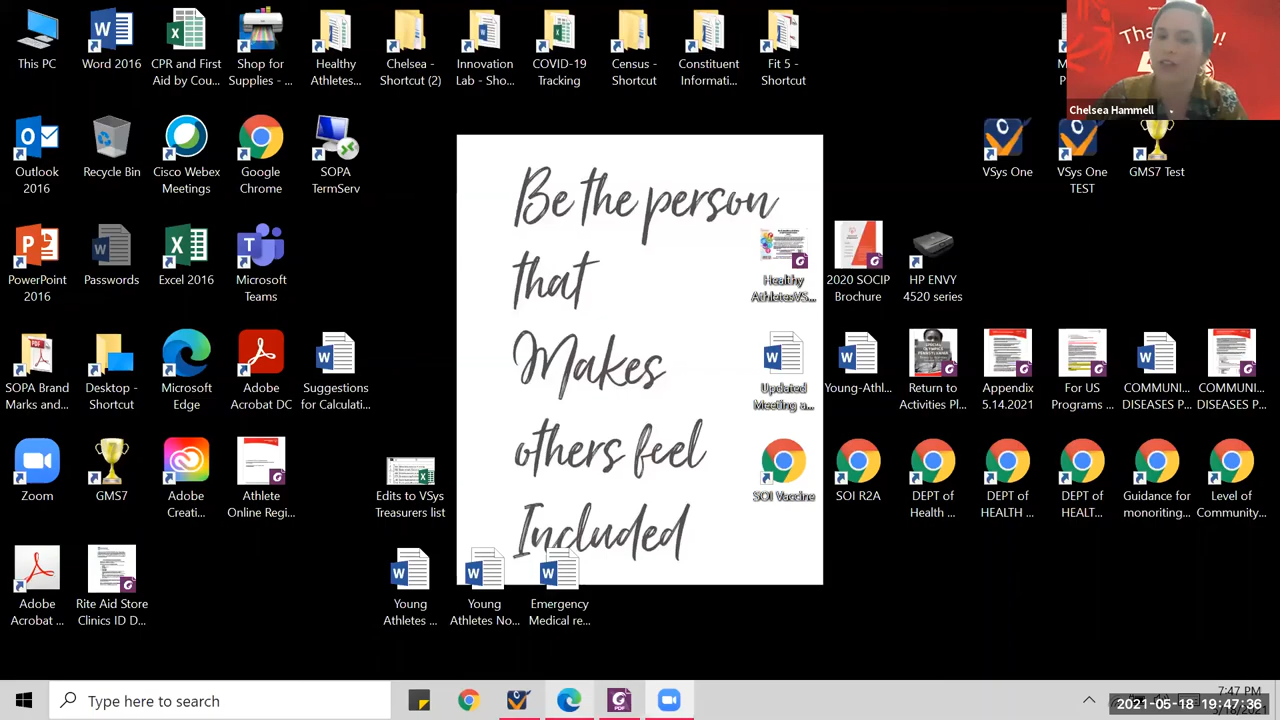 This PC
Word 2016
CPR and First
Aid by Cou...
Shop for
Supplies - ...
Healthy
Athletes...
Chelsea -
Shortcut (2)
Innovation
Lab - Sho...
COVID-19
Tracking
Census -
Shortcut
Constituent
Informati...
Fit 5 -
Shortcut
Chelsea Hammell
Outlook
2016
Recycle Bin
Cisco Webex
Meetings
Google
Chrome
SOPA
TermServ
VSys One
VSys One
TEST
GMS7 Test
Be the person
that
Makes
others feel
Included
PowerPoint
2016
Passwords
Excel 2016
Microsoft
Teams
Healthy
AthletesVS...
2020 SOCIP
Brochure
HP ENVY
4520 series
SOPA Brand
Marks and...
Desktop -
Shortcut
Microsoft
Edge
Adobe
Acrobat DC
Suggestions
for Calculati...
Updated
Meeting a...
Young-Athl...
Return to
Activities Pl...
Appendix
5.14.2021
For US
Programs ...
COMMUNI...
DISEASES P...
COMMUNI...
DISEASES P...
Zoom
GMS7
Adobe
Creati...
Athlete
Online Regi...
Edits to VSys
Treasurers list
SOI Vaccine
SOI R2A
DEPT of
Health ...
DEPT of
HEALTH ...
DEPT of
HEALT...
Guidance for
monoriting...
Level of
Community...
Adobe
Acrobat ...
Rite Aid Store
Clinics ID D...
Young
Athletes ...
Young
Athletes No...
Emergency
Medical re...
Type here to search
7:47 PM
2021-05-18 19:47:36